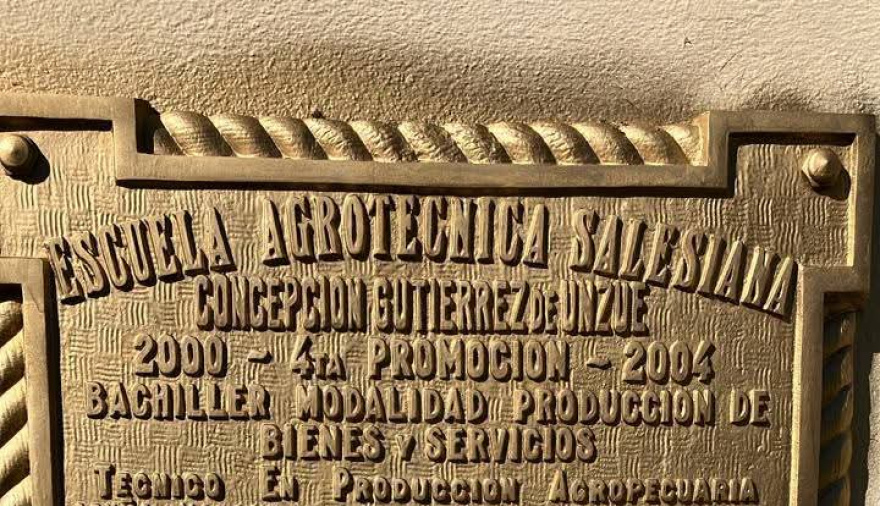 ESCUELA AGROTECNICA SALESIANA
CONCEPCION GUTIERREZ DE UNZUE
2000 ~ 4TA PROMOCION ~ 2004
BACHILLER MODALIDAD PRODUCCION DE
BIENES Y SERVICIOS
TECNICO EN PRODUCCION AGROPECUARIA